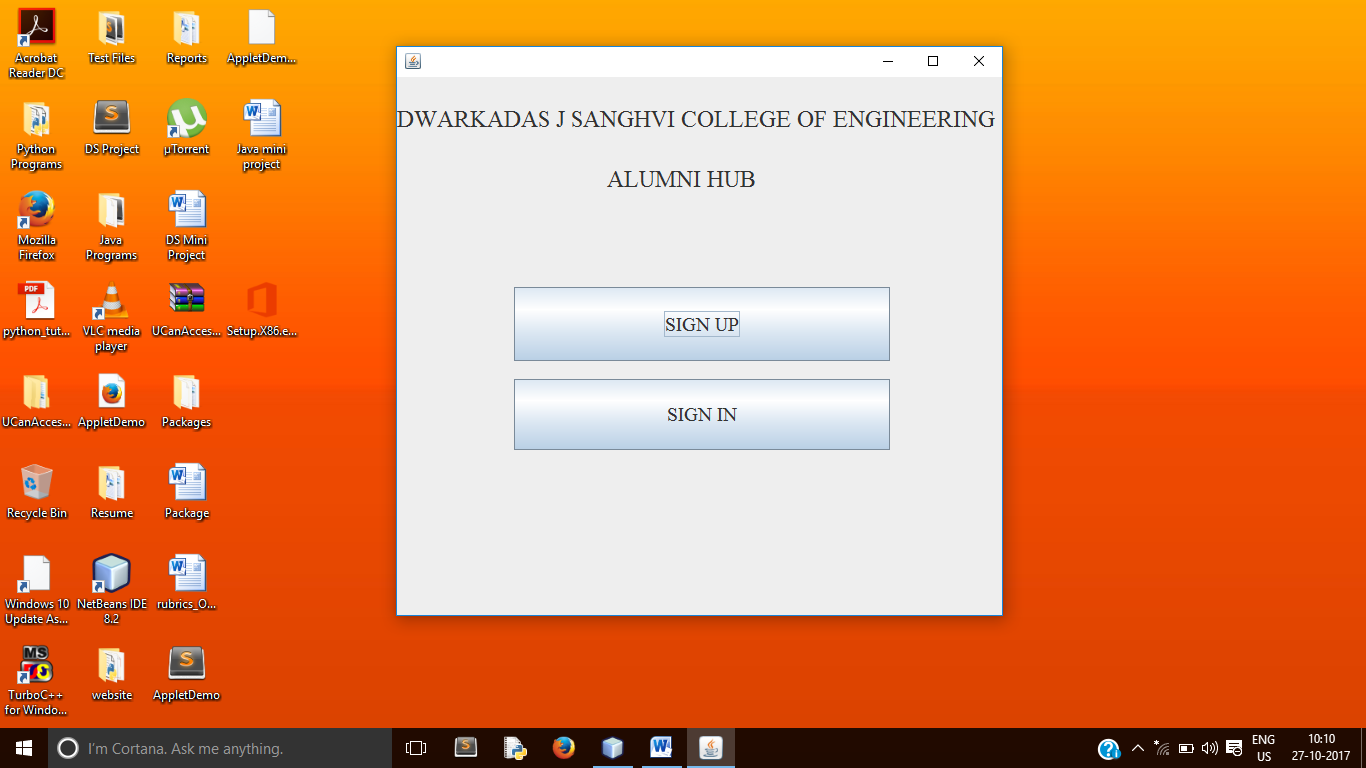 Acrobat
Reader DC
Test Files
Reports
AppletDem...
Python
Programs
DS Project
µTorrent
Java mini
project
Mozilla
Firefox
Java
Programs
DS Mini
Project
PDF
python_tut...
VLC media
player
UCanAcces...
Setup.X86.e...
UCanAcces...
AppletDemo
Packages
Recycle Bin
Resume
Package
Windows 10
Update As...
NetBeans IDE
8.2
rubrics_O...
MS
TurboC++
for Windo...
website
AppletDemo
DWARKADAS J SANGHVI COLLEGE OF ENGINEERING
ALUMNI HUB
SIGN UP
SIGN IN
I'm Cortana. Ask me anything.
ENG
US
10:10
27-10-2017